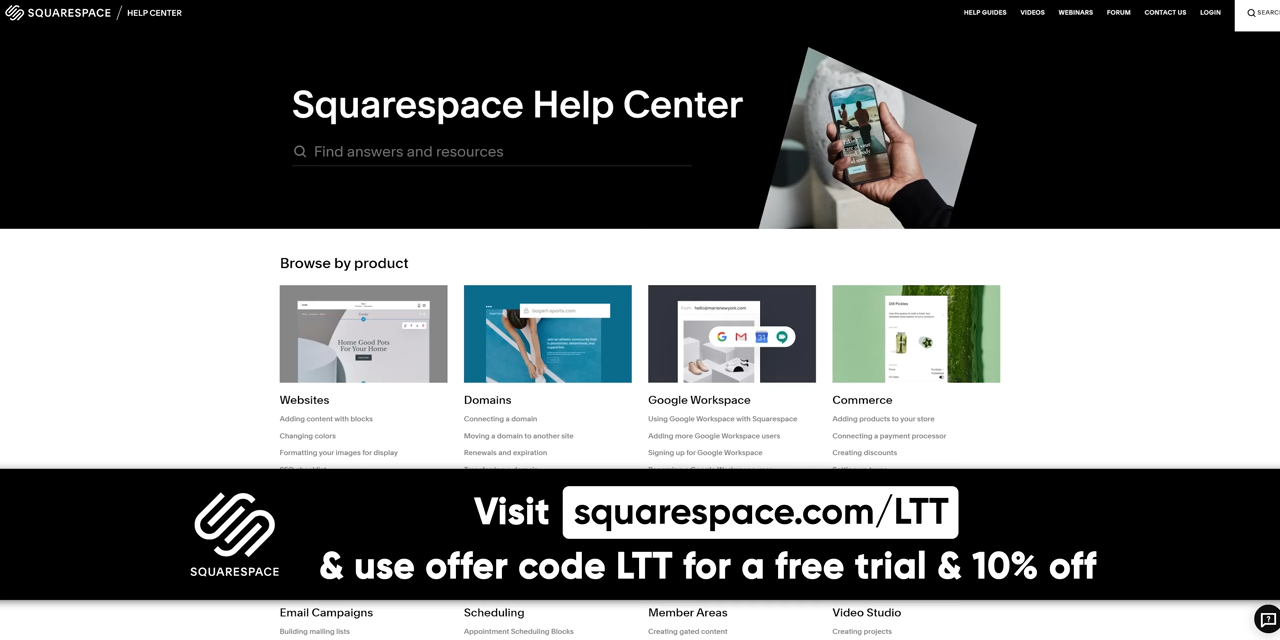 SQUARESPACE / HELP CENTER
HELP GUIDES VIDEOS WEBINARS FORUM CONTACT US LOGIN
Squarespace Help Center
Find answers and resources
Browse by product
Home Good Pots
For Your Home
hello@martensnewyork.com
Dill Pickles
Websites
Adding content with blocks
Changing colors
Formatting your images for display
Domains
Connecting a domain
Moving a domain to another site
Renewals and expiration
Google Workspace
Using Google Workspace with Squarespace
Adding more Google Workspace users
Signing up for Google Workspace
Commerce
Adding products to your store
Connecting a payment processor
Creating discounts
SQUARESPACE
Visit squarespace.com/LTT
& use offer code LTT for a free trial & 10% off
Email Campaigns
Building mailing lists
Scheduling
Appointment Scheduling Blocks
Member Areas
Creating gated content
Video Studio
Creating projects